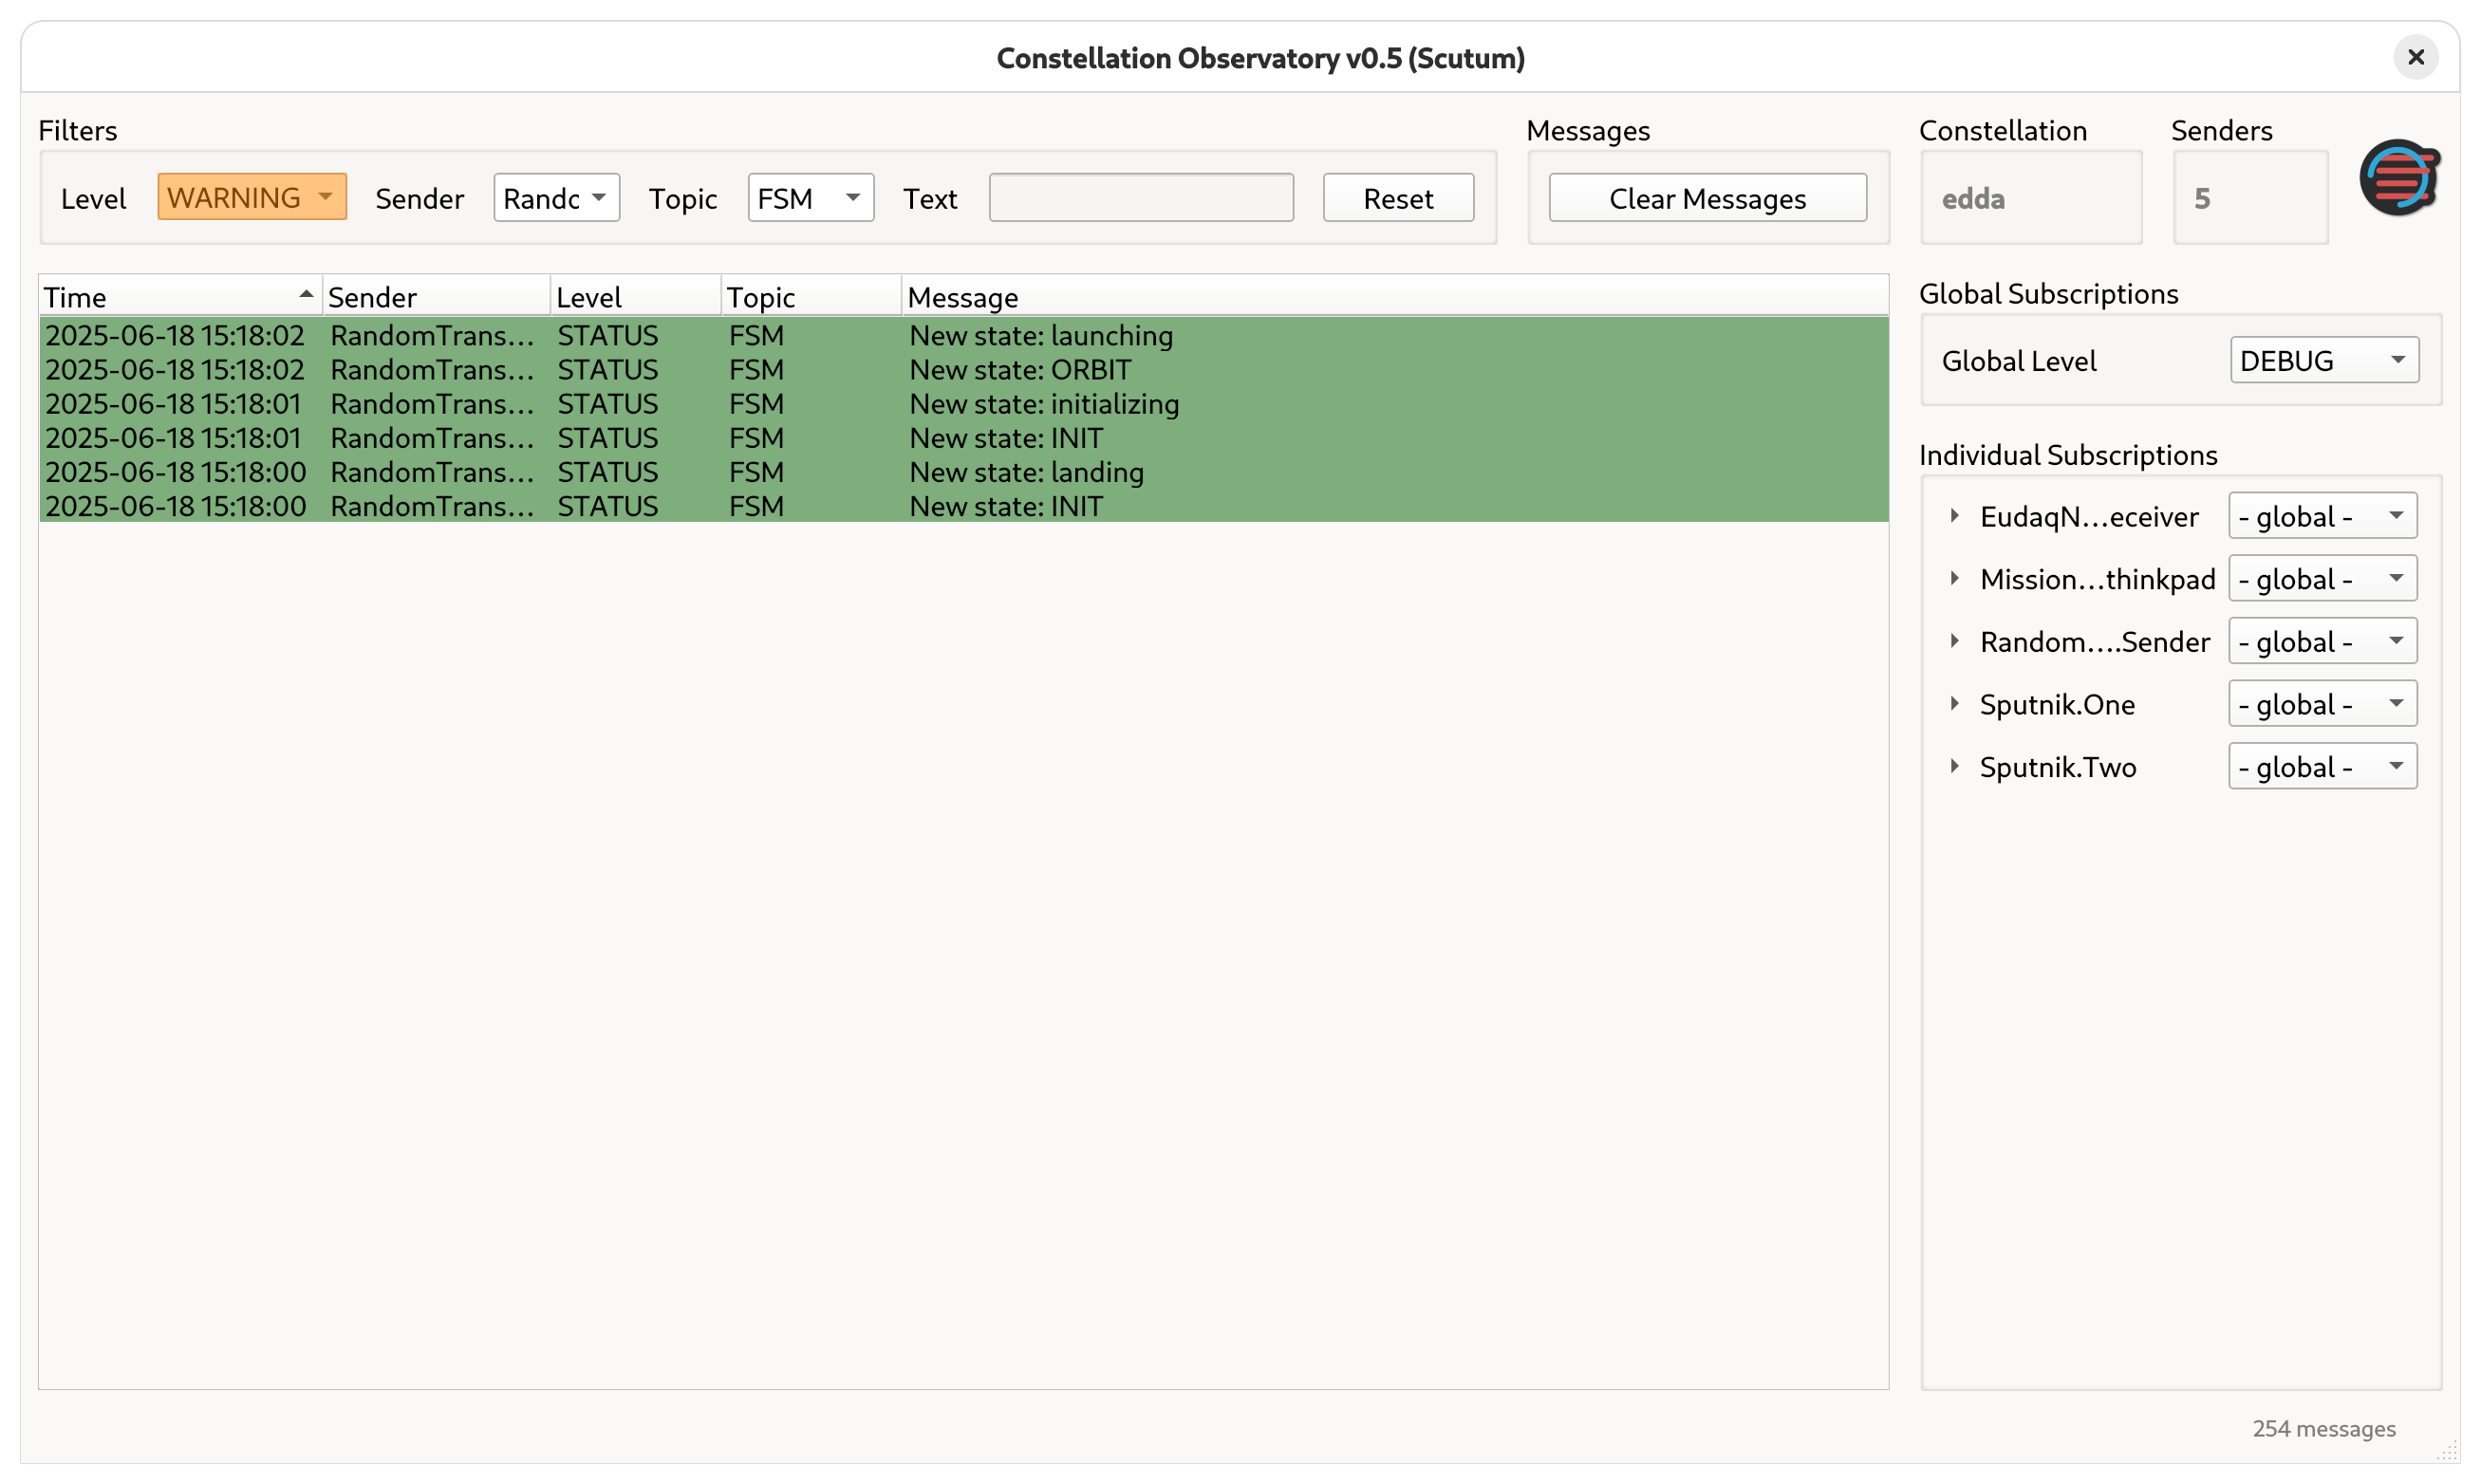 Constellation Observatory v0.5 (Scutum)
Filters
Level WARNING Sender Randc Topic FSM Text Reset
Messages
Clear Messages
Constellation
edda
Senders
5
Time Sender Level Topic Message
2025-06-18 15:18:02 RandomTrans... STATUS FSM New state: launching
2025-06-18 15:18:02 RandomTrans... STATUS FSM New state: ORBIT
2025-06-18 15:18:01 RandomTrans... STATUS FSM New state: initializing
2025-06-18 15:18:01 RandomTrans... STATUS FSM New state: INIT
2025-06-18 15:18:00 RandomTrans... STATUS FSM New state: landing
2025-06-18 15:18:00 RandomTrans... STATUS FSM New state: INIT
Global Subscriptions
Global Level DEBUG
Individual Subscriptions
EudaqN...eceiver - global -
Mission...thinkpad - global -
Random....Sender - global -
Sputnik.One - global -
Sputnik.Two - global -
254 messages